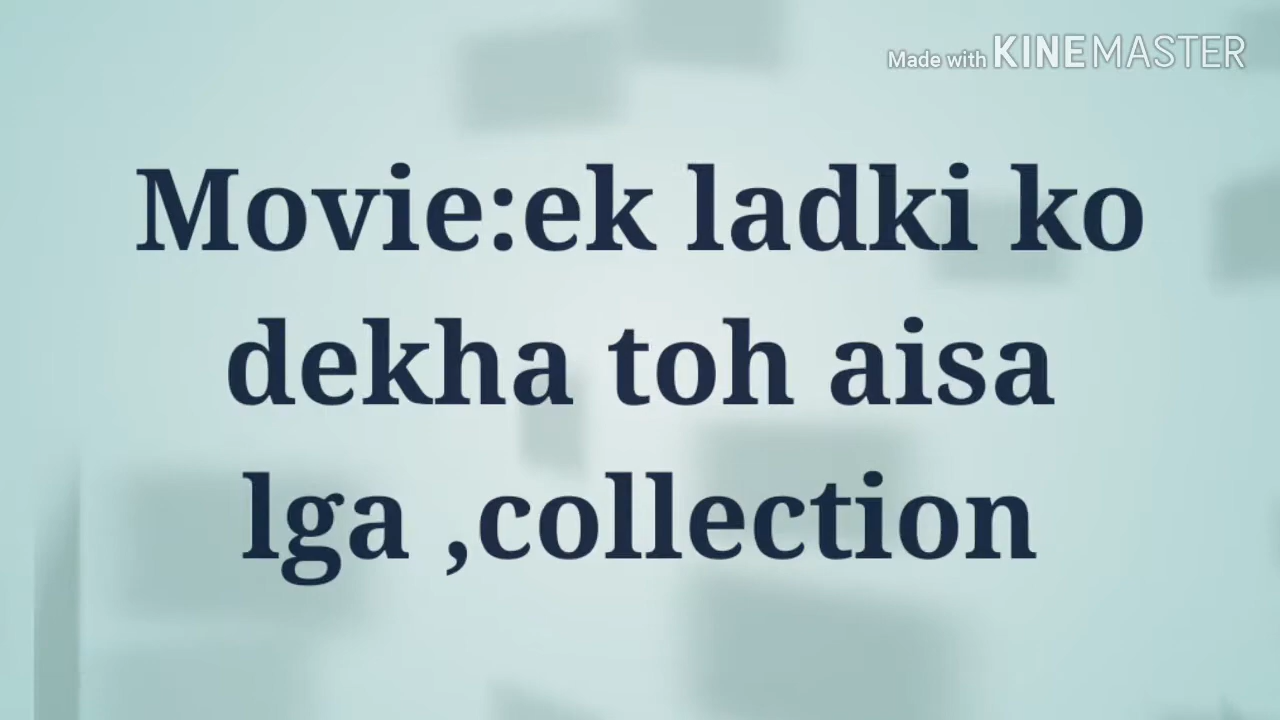 Made with KINEMASTER
Movie:ek ladki ko
dekha toh aisa
lga ,collection